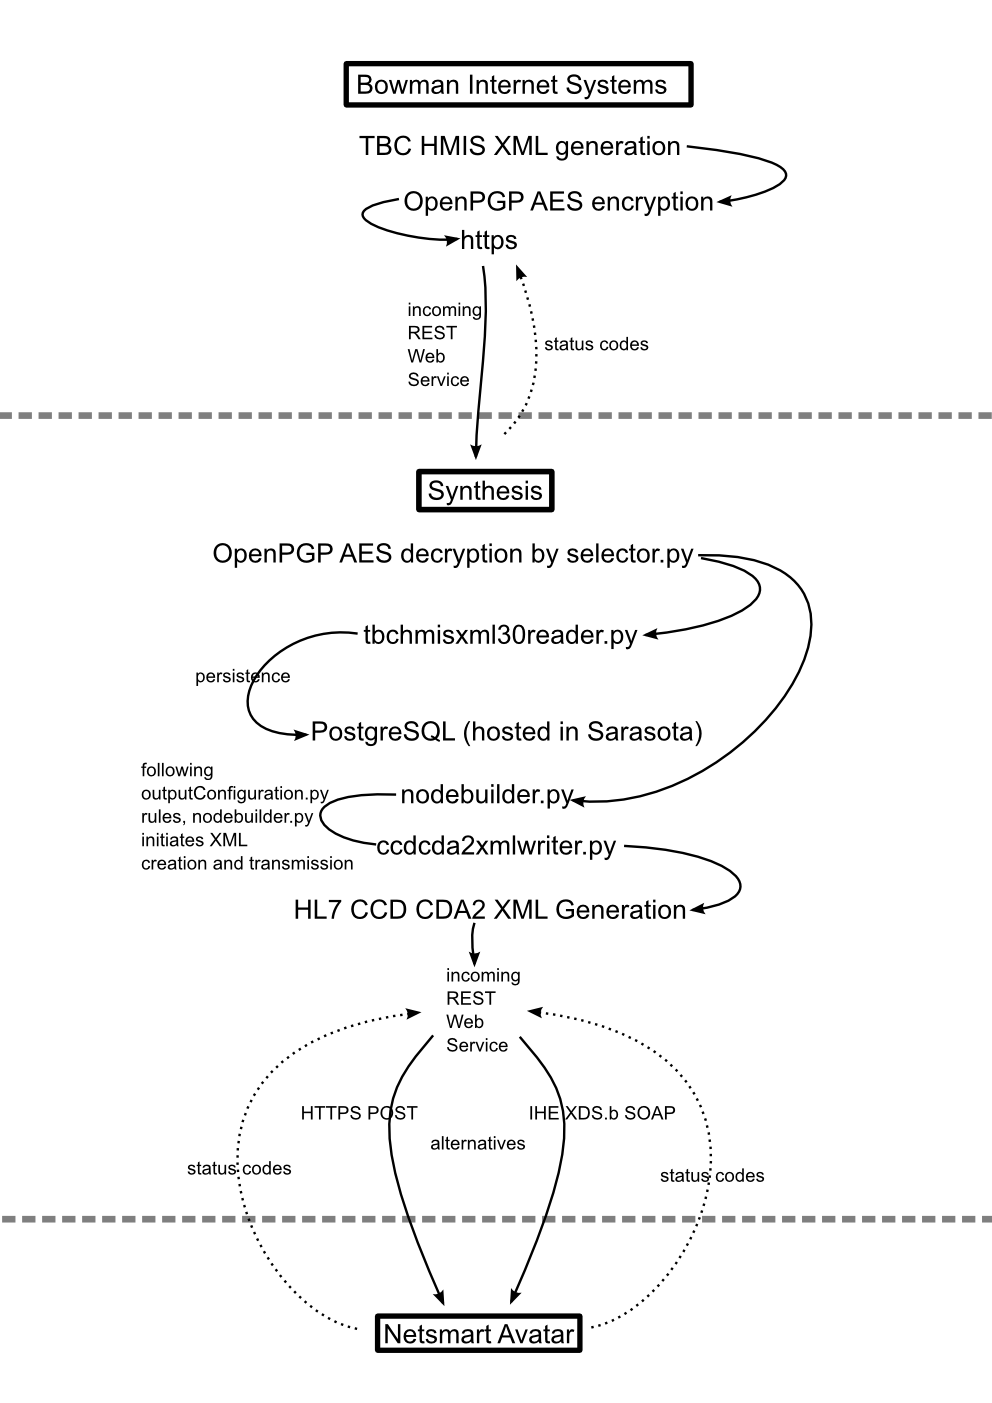 Bowman Internet Systems
TBC HMIS XML generation
OpenPGP AES encryption
https
incoming
REST
Web
Service
status codes
Synthesis
OpenPGP AES decryption by selector.py
tbchmisxml30reader.py
persistence
PostgreSQL (hosted in Sarasota)
following
outputConfiguration.py
rules, nodebuilder.py
initiates XML
creation and transmission
nodebuilder.py
ccdcda2xmlwriter.py
HL7 CCD CDA2 XML Generation
incoming
REST
Web
Service
HTTPS POST
IHE XDS.b SOAP
alternatives
status codes
status codes
Netsmart Avatar